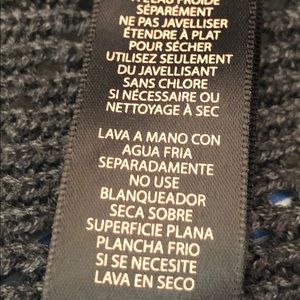 À L'EAU FROIDE
SÉPARÉMENT
NE PAS JAVELLISER
ÉTENDRE À PLAT
POUR SÉCHER
UTILISEZ SEULEMENT
DU JAVELLISANT
SANS CHLORE
SI NÉCESSAIRE OU
NETTOYAGE À SEC
LAVA A MANO CON
AGUA FRIA
SEPARADAMENTE
NO USE
BLANQUEADOR
SECA SOBRE
SUPERFICIE PLANA
PLANCHA FRIO
SI SE NECESITE
LAVA EN SECO